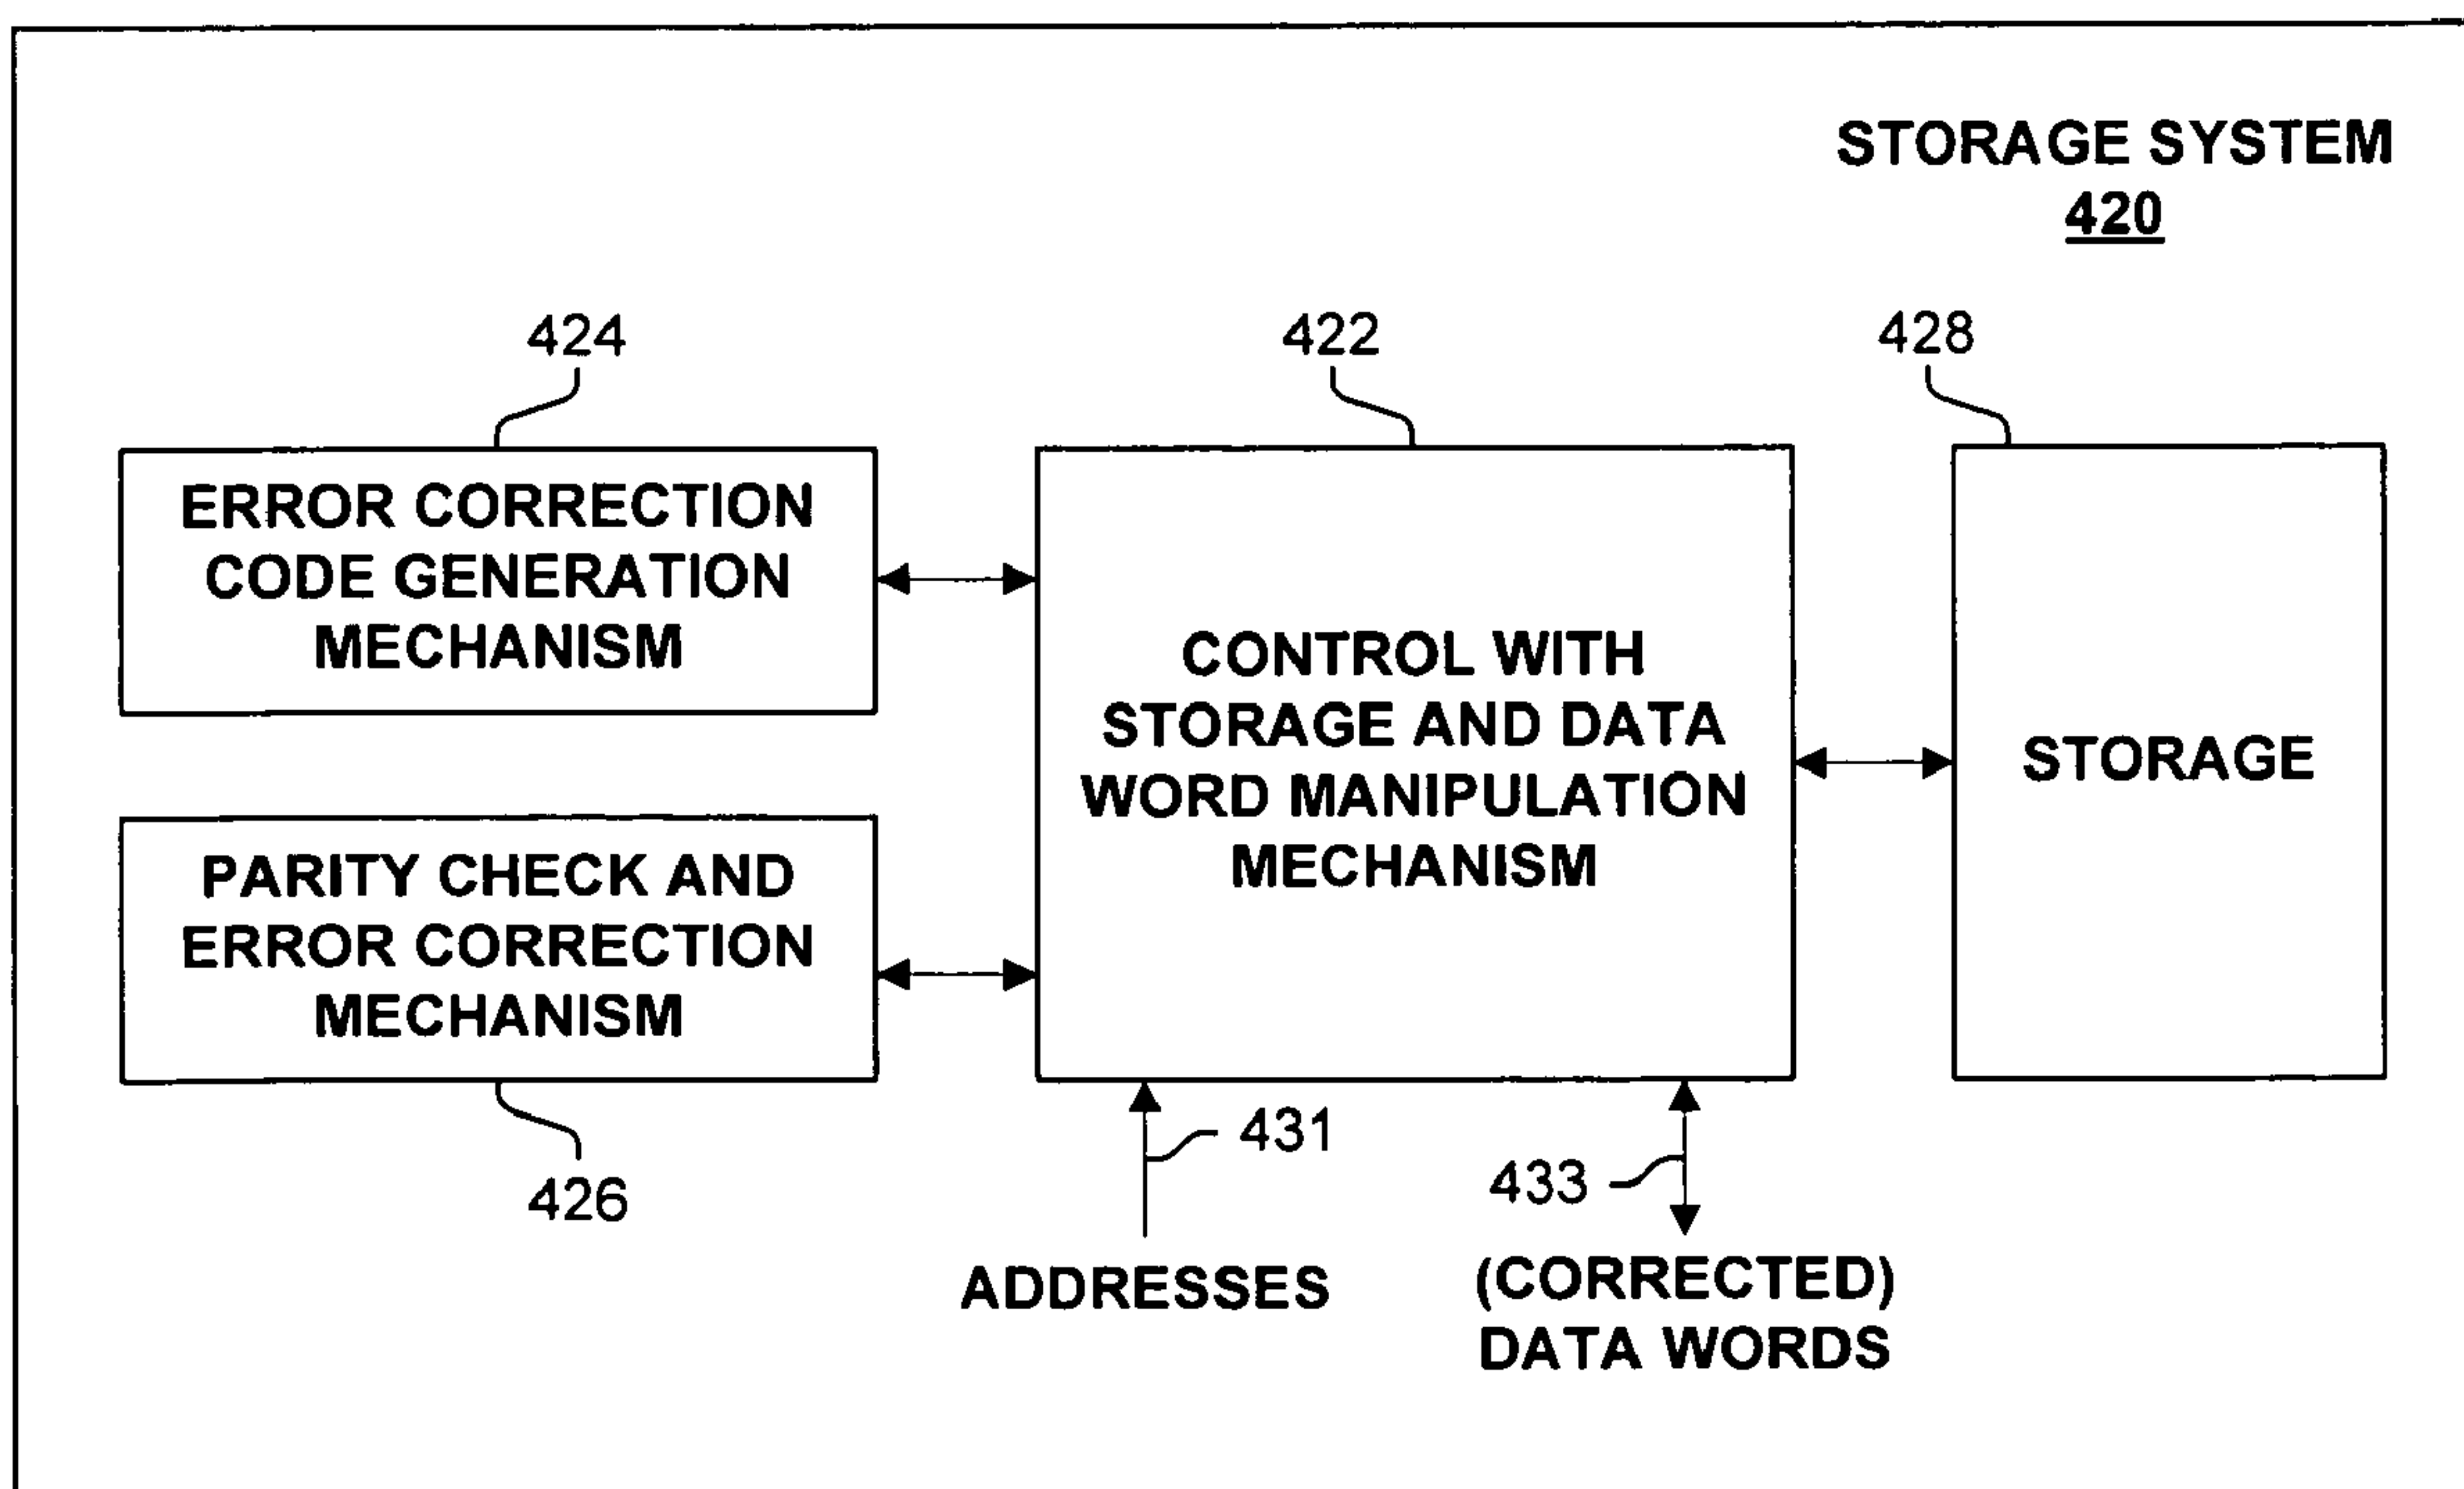 STORAGE SYSTEM
420
424
422
428
ERROR CORRECTION
CODE GENERATION
MECHANISM
CONTROL WITH
STORAGE AND DATA
WORD MANIPULATION
MECHANISM
STORAGE
PARITY CHECK AND
ERROR CORRECTION
MECHANISM
431
433
426
ADDRESSES
(CORRECTED)
DATA WORDS